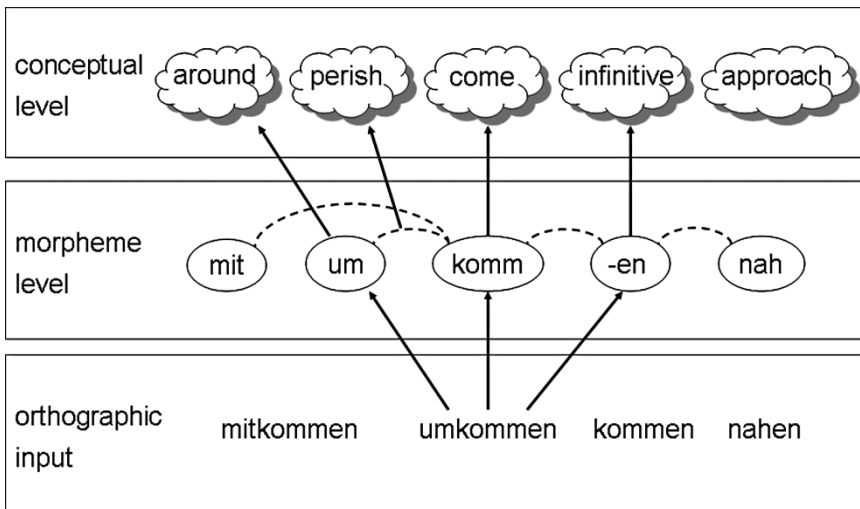 conceptual
level
around perish come infinitive approach
morpheme
level
mit um komm -en nah
orthographic
input
mitkommen umkommen kommen nahen